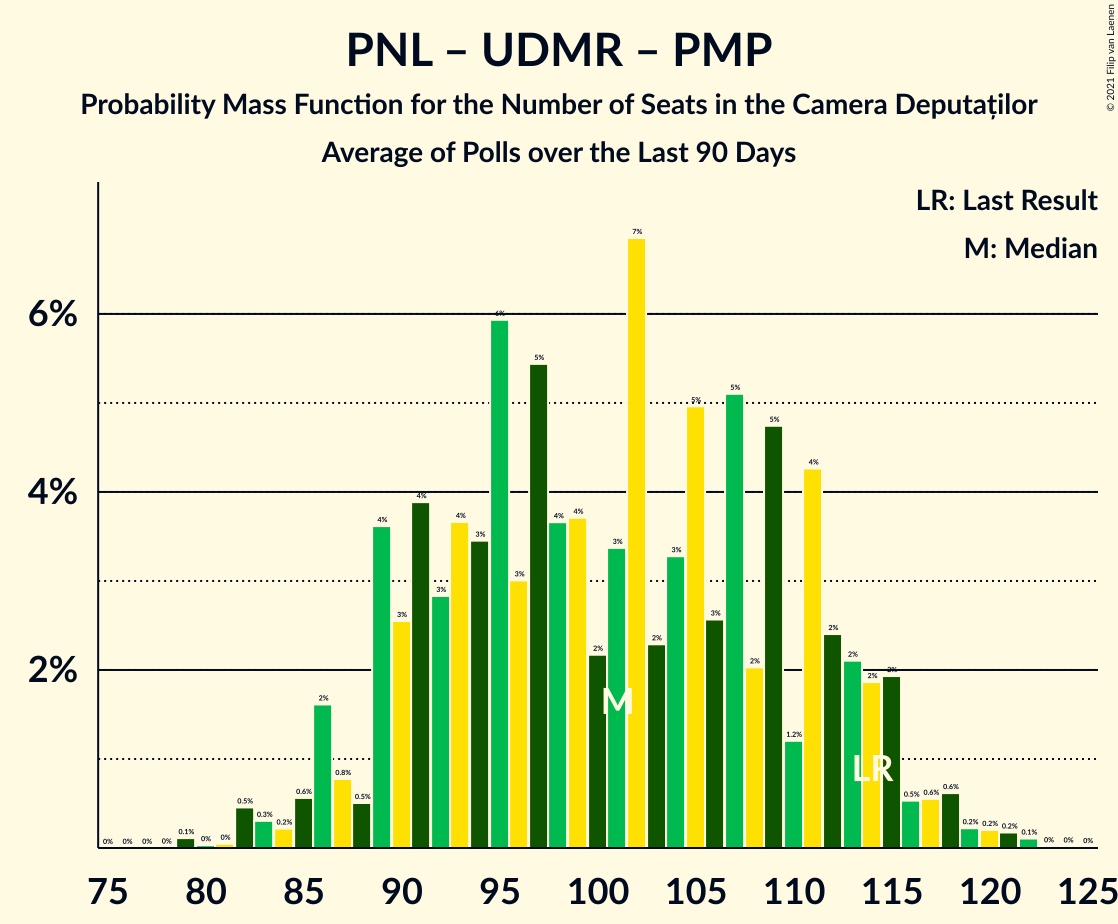 PNL – UDMR – PMP
Probability Mass Function for the Number of Seats in the Camera Deputaților
Average of Polls over the Last 90 Days
© 2021 Filip van Laenen
LR: Last Result
M: Median
6%
4%
2%
0% 0% 0% 0% 0.1% 0% 0% 0.5% 0.3% 0.2% 0.6% 2% 0.8% 0.5% 4% 3% 4% 3% 4% 3% 6% 3% 5% 4% 4% 2% 3% 7% 2% 3% 5% 3% 5% 2% 5% 1.2% 4% 2% 2% 2% 2% 0.5% 0.6% 0.6% 0.2% 0.2% 0.2% 0.1% 0% 0% 0%
M
LR
75 80 85 90 95 100 105 110 115 120 125